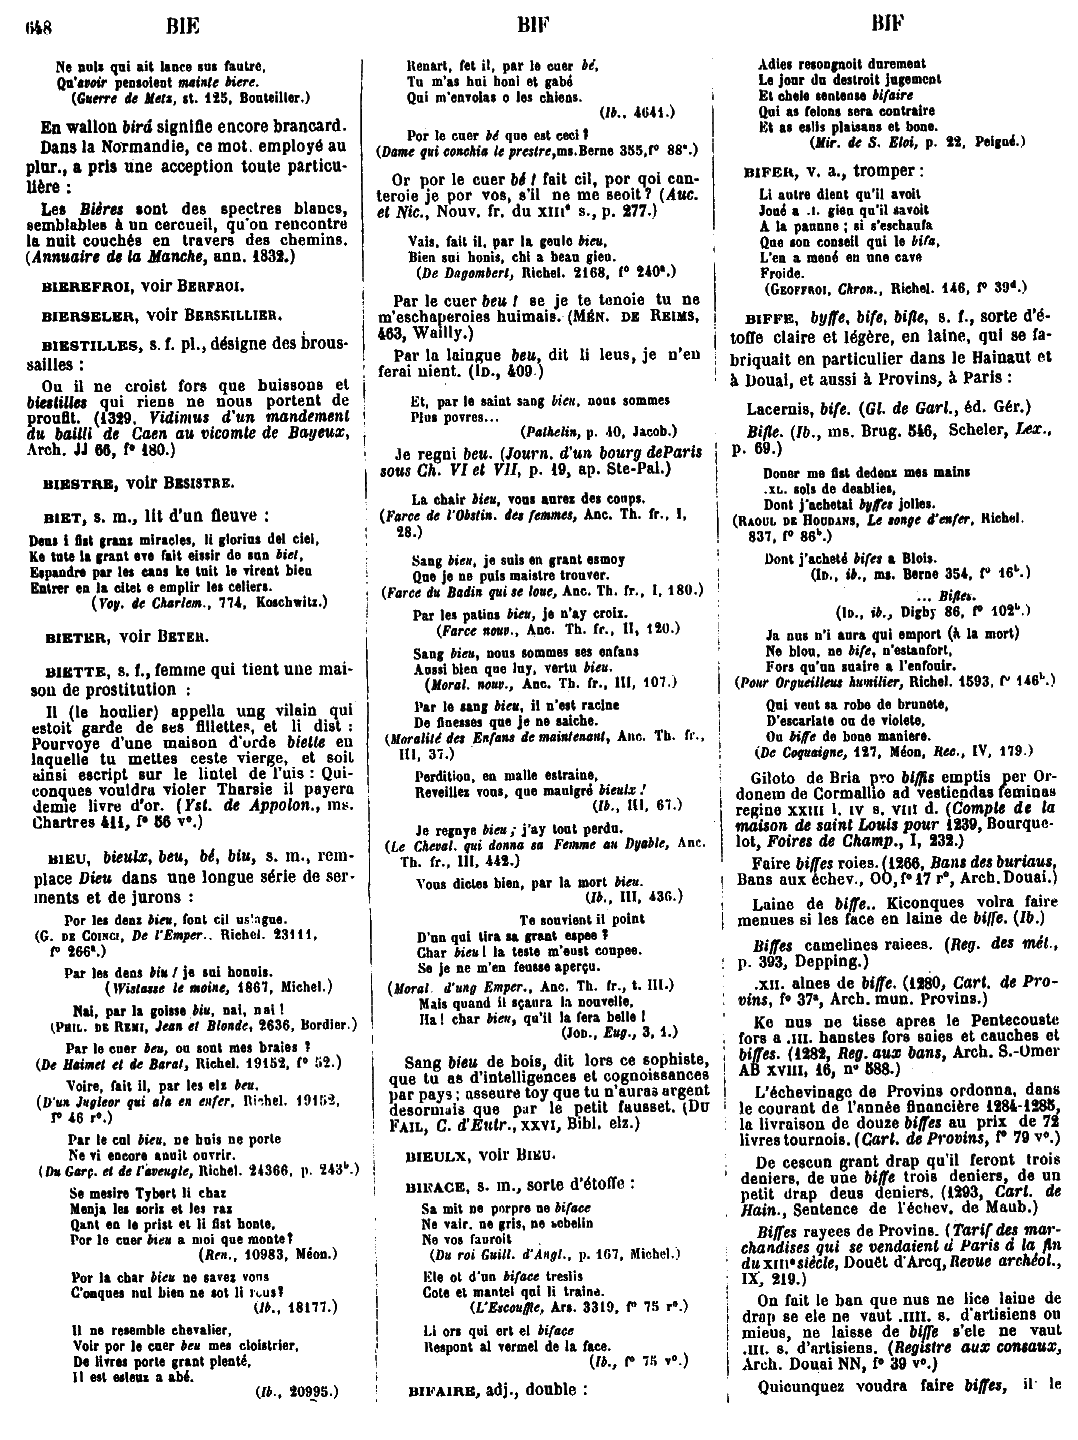 648 BIE BIF BIF
Ne nuls qui ait lance sus fautre,
Qu'avoir pensoient mainte biere.
(Guerre de Metz, st. 125, Bouteiller.)
En wallon birá signifie encore brancard.
Dans la Normandie, ce mot employé au
plur., a pris une acception toute particu-
lière :
Les Bières sont des spectres blancs,
semblables à un cercueil, qu'on rencontre
la nuit couchés en travers des chemins.
(Annuaire de la Manche, ann. 1832.)
BIEREFROI, voir BERFROI.
BIERSELER, voir BERSEILLIER.
BIESTILLES, s. f. pl., désigne des brous-
sailles :
Ou il ne croist fors que buissons et
biestilles qui riens ne nous portent de
proufit. (1329, Vidimus d'un mandement
du bailli de Caen au vicomte de Bayeux,
Arch. JJ 66, f° 180.)
BIESTRE, voir BESISTRE.
BIET, s. m., lit d'un fleuve :
Deus i fist granz miracles, li glorius del ciel,
Ke tute la grant eve fait eissir de sun biet,
Espandre par les cans ke tuit le virent bien
Entrer en la citet e emplir les celiers.
(Voy. de Charlem., 774, Koschwitz.)
BIETER, voir BETER.
BIETTE, s. f., femme qui tient une mai-
son de prostitution :
Il (le houlier) appella ung vilain qui
estoit garde de ses fillettes, et li dist :
Pourvoye d'une maison d'orde biette en
laquelle tu mettes ceste vierge, et soit
ainsi escript sur le lintel de l'uis : Qui-
conques vouldra violer Tharsie il payera
demie livre d'or. (Yst. de Appolon., ms.
Chartres 411, f° 56 v°.)
BIEU, bieulx, beu, bé, biu, s. m., rem-
place Dieu dans une longue série de ser-
ments et de jurons :
Por les denz bieu, font cil usingue.
(G. DE COINCI, De l'Emper.. Richel. 23111,
f° 266ª.)
Par les dens biu ! je sui honnis.
(Wistasse le moine, 1867, Michel.)
Nai, par la goisse biu, nai, nai !
(PHIL. DE REMI, Jean et Blonde, 2636, Bordier.)
Par le cuer beu, ou sont mes braies ?
(De Haimet et de Barat, Richel. 19152, f° 52.)
Voire, fait il, par les elz beu.
(D'un Jugleor qui ala en enfer, Richel. 19152,
f° 46 r°.)
Par le cul bieu, ne huis ne porte
Ne vi encore anuit ouvrir.
(Du Garç. et de l'aveugle, Richel. 24366, p. 243ᵇ.)
Se mesire Tybert li chaz
Menja les soriz et les raz
Qant en le prist et li fist honte,
Por le cuer bieu a moi que monte?
(Ren., 10983, Méon.)
Por la char bieu ne savez vons
C'onques nul bien ne sot li rous?
(Ib., 18177.)
Il ne resemble chevalier,
Voir por le cuer beu mes cloistrier,
De livres porte grant plenté,
Il est esleuz a abé.
(Ib., 20995.)
Renart, fet il, par le cuer bé,
Tu m'as hui honi et gabé
Qui m'envoias o les chiens.
(Ib.. 4641.)
Por le cuer bé que est ceci ?
(Dame qui conchia le prestre, ms. Berne 355, f° 88ª.)
Or por le cuer bé ! fait cil, por qoi can-
teroie je por vos, s'il ne me seoit ? (Auc.
et Nic., Nouv. fr. du XIIIᵉ s., p. 277.)
Vais, fait il, par la geule bieu,
Bien sui honis, chi a beau gieu.
(De Dagombert, Richel. 2168, f° 240ª.)
Par le cuer beu ! se je te tenoie tu ne
m'eschaperoies huimais. (MÉN. DE REIMS,
463, Wailly.)
Par la laingue beu, dit li leus, je n'en
ferai nient. (ID., 409.)
Et, par le saint sang bieu, nous sommes
Plus povres...
(Pathelin, p. 40, Jacob.)
Je regni beu. (Journ. d'un bourg de Paris
sous Ch. VI et VII, p. 19, ap. Ste-Pal.)
La chair bieu, vous aurez des coups.
(Farce de l'Obstin. des femmes, Anc. Th. fr., I,
28.)
Sang bieu, je suis en grant esmoy
Que je ne puis maistre trouver.
(Farce du Badin qui se loue, Anc. Th. fr., I, 180.)
Par les patins bieu, je n'ay croix.
(Farce nouv., Anc. Th. fr., II, 120.)
Sang bieu, nous sommes ses enfans
Aussi bien que luy, vertu bieu.
(Moral. nouv., Anc. Th. fr., III, 107.)
Par le sang bieu, il n'est racine
De finesses que je ne saiche.
(Moralité des Enfans de maintenant, Anc. Th. fr.,
III, 37.)
Perdition, en malle estraine,
Reveillez vous, que maulgré bieulx !
(Ib., III, 67.)
Je regnye bieu ; j'ay tout perdu.
(Le Cheval. qui donna sa Femme au Dyable, Anc.
Th. fr., III, 442.)
Vous dictes bien, par la mort bieu.
(Ib., III, 436.)
Te souvient il point
D'un qui tira sa grant espee ?
Char bieu ! la teste m'eust coupee.
Se je ne m'en feusse aperçu.
(Moral d'ung Emper., Anc. Th. fr., t. III.)
Mais quand il sçaura la nouvelle,
Ha ! char bieu, qu'il la fera belle !
(JOD., Eug., 3, 1.)
Sang bieu de bois, dit lors ce sophiste,
que tu as d'intelligences et cognoissances
par pays ; asseure toy que tu n'auras argent
desormais que par le petit fausset. (DU
FAIL, C. d'Eutr., XXVI, Bibl. elz.)
BIEULX, voir BIEU.
BIFACE, s. m., sorte d'étoffe :
Sa mit ne porpre ne biface
Ne vair. ne gris, ne sebelin
Ne vos fauroit
(Du roi Guill. d'Angl., p. 167, Michel.)
Ele ot d'un biface treslis
Cote et mantel qui li traine.
(L'Escouffle, Ars. 3319, f° 75 r°.)
Li ors qui ert el biface
Respont al vermel de la face.
(Ib., f° 75 v°.)
BIFAIRE, adj., double :
Adies resongnoit durement
Le jour du destroit jugement
Et chele sentense bifaire
Qui as felons sera contraire
Et as eslis plaisans et bone.
(Mir. de S. Eloi, p. 22, Peigné.)
BIFER, v. a., tromper :
Li autre dient qu'il avoit
Joué a .I. gieu qu'il savoit
A la panne ; si s'eschaufa
Que son conseil qui le bifa,
L'en a mené en une cave
Froide.
(GEOFFROI, Chron., Richel. 146, f° 39ᵈ.)
BIFFE, byffe, bife, bifle, s. f., sorte d'é-
toffe claire et légère, en laine, qui se fa-
briquait en particulier dans le Hainaut et
à Douai, et aussi à Provins, à Paris :
Lacernis, bife. (Gl. de Garl., éd. Gér.)
Bifle. (Ib., ms. Brug. 546, Scheler, Lex.,
p. 69.)
Doner me fist dedenz mes mains
.XL. sols de deablies,
Dont j'achetai byffes jolies.
(RAOUL DE HOUDANS, Le songe d'enfer, Richel.
837, f° 86ᵇ.)
Dont j'acheté bifes a Blois.
(ID., ib., ms. Berne 354, f° 16ᵇ.)
... Bifles.
(ID., ib., Digby 86, f° 102ᵇ.)
Ja nus n'i aura qui emport (à la mort)
Ne blou, ne bife, n'estanfort,
Fors qu'un suaire a l'enfouir.
(Pour Orgueilleus humilier, Richel. 1593, f° 146ᵇ.)
Qui veut sa robe de brunete,
D'escarlate ou de violete,
Ou biffe de bone maniere.
(De Coquaigne, 127, Méon, Rec., IV, 179.)
Giloto de Bria pro biffis emptis per Or-
donem de Cormallio ad vestiendas feminas
regine XXIII l. IV s. VIII d. (Compte de la
maison de saint Louis pour 1239, Bourque-
lot, Foires de Champ., I, 232.)
Faire biffes roies. (1266, Bans des buriaus,
Bans aux échev., OO, f° 17 r°, Arch. Douai.)
Laine de biffe.. Kiconques volra faire
menues si les face en laine de biffe. (Ib.)
Biffes camelines raiees. (Reg. des mét.,
p. 393, Depping.)
.XII. alnes de biffe. (1280, Cart. de Pro-
vins, f° 37ª, Arch. mun. Provins.)
Ke nus ne tisse apres le Pentecouste
fors a .III. hanstes fors saies et cauches et
biffes. (1282, Reg. aux bans, Arch. S.-Omer
AB XVIII, 16, n° 588.)
L'échevinage de Provins ordonna, dans
le courant de l'année financière 1284-1285,
la livraison de douze biffes au prix de 72
livres tournois. (Cart. de Provins, f° 79 v°.)
De cescun grant drap qu'il feront trois
deniers, de une biffe trois deniers, de un
petit drap deus deniers. (1293, Cart. de
Hain., Sentence de l'échev. de Maub.)
Biffes rayees de Provins. (Tarif des mar-
chandises qui se vendaient à Paris à la fin
du XIIIᵉ siècle, Douët d'Arcq, Revue archéol.,
IX, 219.)
On fait le ban que nus ne lice laine de
drap se ele ne vaut .IIII. s. d'artisiens ou
mieus, ne laisse de biffe s'ele ne vaut
.III. s. d'artisiens. (Registre aux consaux,
Arch. Douai NN, f° 39 v°.)
Quicunquez voudra faire biffes, il le